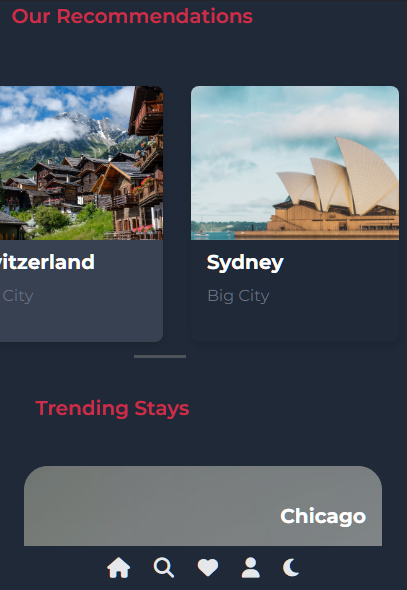 Our Recommendations
itzerland
Sydney
City
Big City
Trending Stays
Chicago